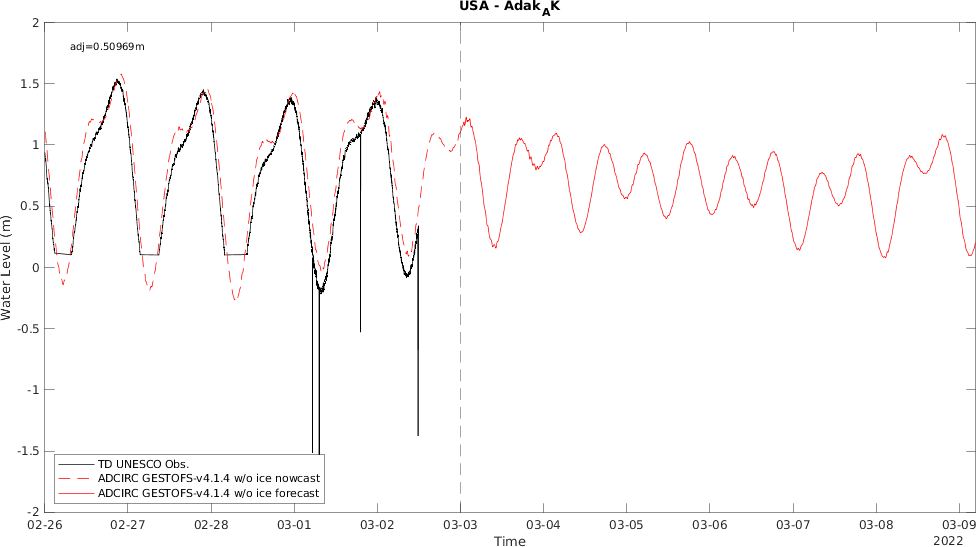 USA - Adak_AK
adj=0.50969m
Water Level (m)
2
1.5
1
0.5
0
-0.5
-1
-1.5
-2
TD UNESCO Obs.
ADCIRC GESTOFS-v4.1.4 w/o ice nowcast
ADCIRC GESTOFS-v4.1.4 w/o ice forecast
02-26 02-27 02-28 03-01 03-02 03-03 03-04 03-05 03-06 03-07 03-08 03-09
Time
2022